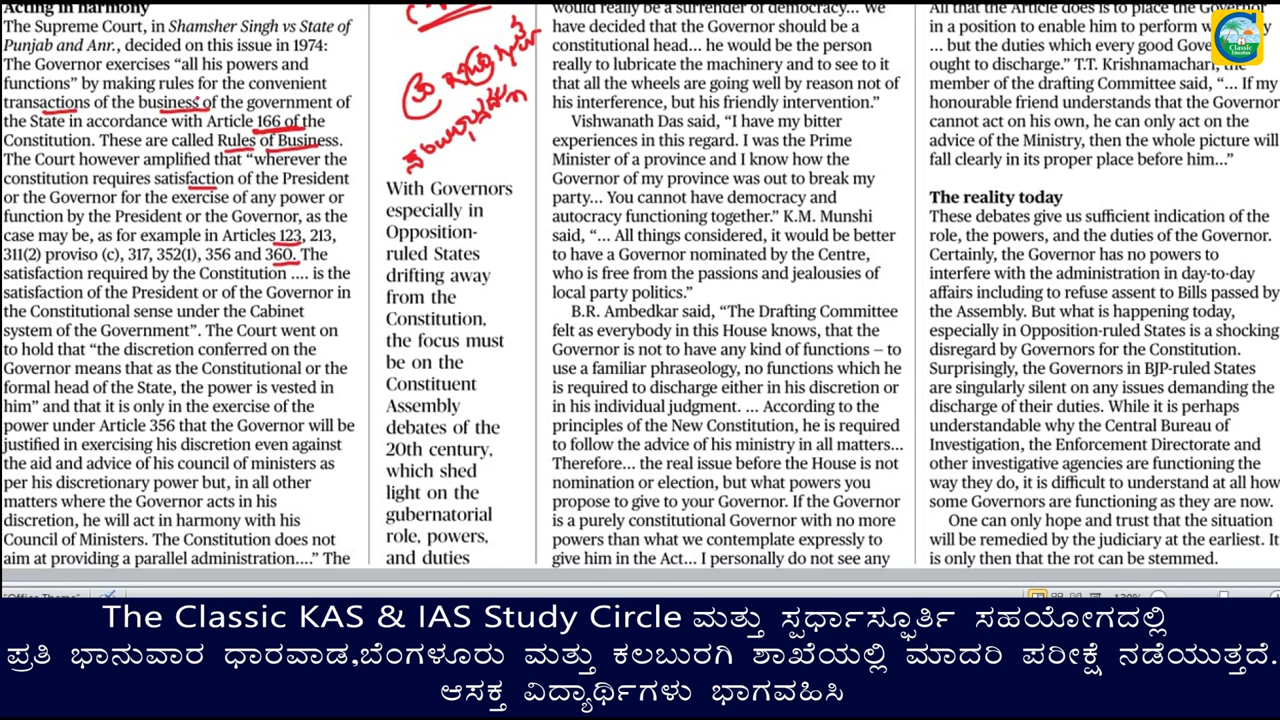 Acting in harmony
The Supreme Court, in Shamsher Singh vs State of
Punjab and Anr., decided on this issue in 1974:
The Governor exercises “all his powers and
functions” by making rules for the convenient
transactions of the business of the government of
the State in accordance with Article 166 of the
Constitution. These are called Rules of Business.
The Court however amplified that “wherever the
constitution requires satisfaction of the President
or the Governor for the exercise of any power or
function by the President or the Governor, as the
case may be, as for example in Articles 123, 213,
311(2) proviso (c), 317, 352(1), 356 and 360. The
satisfaction required by the Constitution .... is the
satisfaction of the President or of the Governor in
the Constitutional sense under the Cabinet
system of the Government”. The Court went on
to hold that “the discretion conferred on the
Governor means that as the Constitutional or the
formal head of the State, the power is vested in
him” and that it is only in the exercise of the
power under Article 356 that the Governor will be
justified in exercising his discretion even against
the aid and advice of his council of ministers as
per his discretionary power but, in all other
matters where the Governor acts in his
discretion, he will act in harmony with his
Council of Ministers. The Constitution does not
aim at providing a parallel administration....” The
With Governors
especially in
Opposition-
ruled States
drifting away
from the
Constitution,
the focus must
be on the
Constituent
Assembly
debates of the
20th century,
which shed
light on the
gubernatorial
role, powers,
and duties
would really be a surrender of democracy... We
have decided that the Governor should be a
constitutional head... he would be the person
really to lubricate the machinery and to see to it
that all the wheels are going well by reason not of
his interference, but his friendly intervention.”
Vishwanath Das said, “I have my bitter
experiences in this regard. I was the Prime
Minister of a province and I know how the
Governor of my province was out to break my
party... You cannot have democracy and
autocracy functioning together.” K.M. Munshi
said, “... All things considered, it would be better
to have a Governor nominated by the Centre,
who is free from the passions and jealousies of
local party politics.”
B.R. Ambedkar said, “The Drafting Committee
felt as everybody in this House knows, that the
Governor is not to have any kind of functions – to
use a familiar phraseology, no functions which he
is required to discharge either in his discretion or
in his individual judgment. ... According to the
principles of the New Constitution, he is required
to follow the advice of his ministry in all matters...
Therefore... the real issue before the House is not
nomination or election, but what powers you
propose to give to your Governor. If the Governor
is a purely constitutional Governor with no more
powers than what we contemplate expressly to
give him in the Act... I personally do not see any
All that the Article does is to place the Governor
in a position to enable him to perform
... but the duties which every good
ought to discharge.” T.T. Krishnamachari, the
member of the drafting Committee said, “... If my
honourable friend understands that the Governor
cannot act on his own, he can only act on the
advice of the Ministry, then the whole picture will
fall clearly in its proper place before him...”
The reality today
These debates give us sufficient indication of the
role, the powers, and the duties of the Governor.
Certainly, the Governor has no powers to
interfere with the administration in day-to-day
affairs including to refuse assent to Bills passed by
the Assembly. But what is happening today,
especially in Opposition-ruled States is a shocking
disregard by Governors for the Constitution.
Surprisingly, the Governors in BJP-ruled States
are singularly silent on any issues demanding the
discharge of their duties. While it is perhaps
understandable why the Central Bureau of
Investigation, the Enforcement Directorate and
other investigative agencies are functioning the
way they do, it is difficult to understand at all how
some Governors are functioning as they are now.
One can only hope and trust that the situation
will be remedied by the judiciary at the earliest. It
is only then that the rot can be stemmed.
Classic
Education
"Office Theme"
120%
The Classic KAS & IAS Study Circle ಮತ್ತು ಸ್ಪರ್ಧಾಸ್ಫೂರ್ತಿ ಸಹಯೋಗದಲ್ಲಿ
ಪ್ರತಿ ಭಾನುವಾರ ಧಾರವಾಡ,ಬೆಂಗಳೂರು ಮತ್ತು ಕಲಬುರಗಿ ಶಾಖೆಯಲ್ಲಿ ಮಾದರಿ ಪರೀಕ್ಷೆ ನಡೆಯುತ್ತದೆ.
ಆಸಕ್ತ ವಿದ್ಯಾರ್ಥಿಗಳು ಭಾಗವಹಿಸಿ